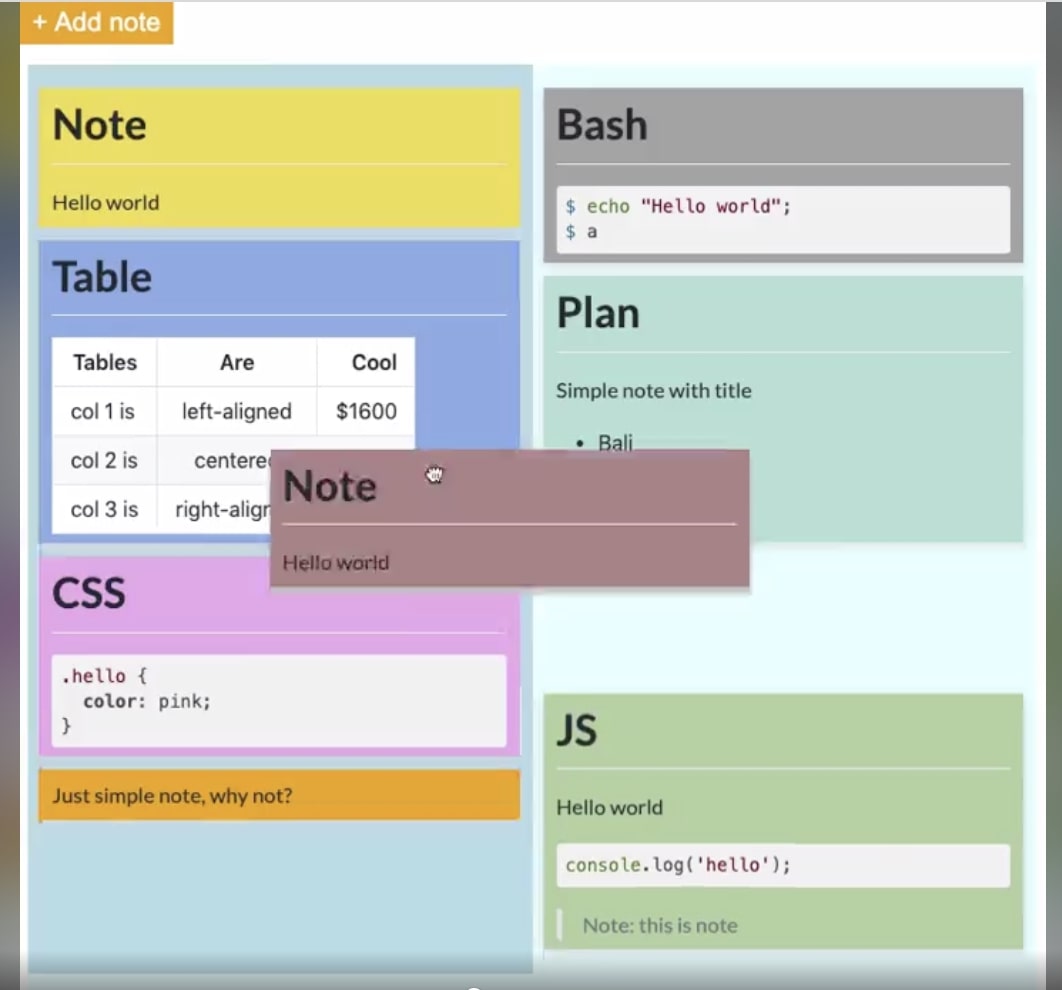 + Add note
Note
Hello world
Table
Tables Are Cool
col 1 is left-aligned $1600
col 2 is centere
col 3 is right-align
CSS
.hello {
  color: pink;
}
Just simple note, why not?
Bash
$ echo "Hello world";
$ a
Plan
Simple note with title
• Bali
Note
Hello world
JS
Hello world
console.log('hello');
Note: this is note